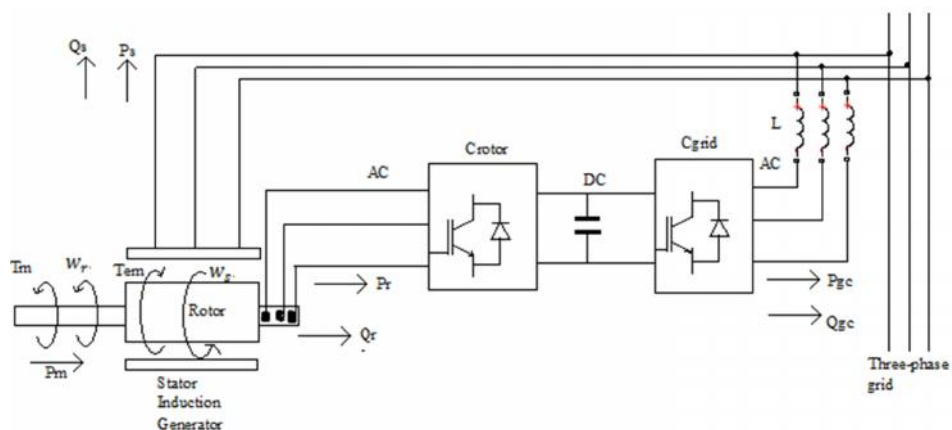 Qs
Ps
L
Crotor
Cgrid
AC
DC
AC
Tm
Wr.
Tem
Ws.
Rotor
Pr
Qr
Pm
Pgc
Qgc
Stator
Induction
Generator
Three-phase
grid